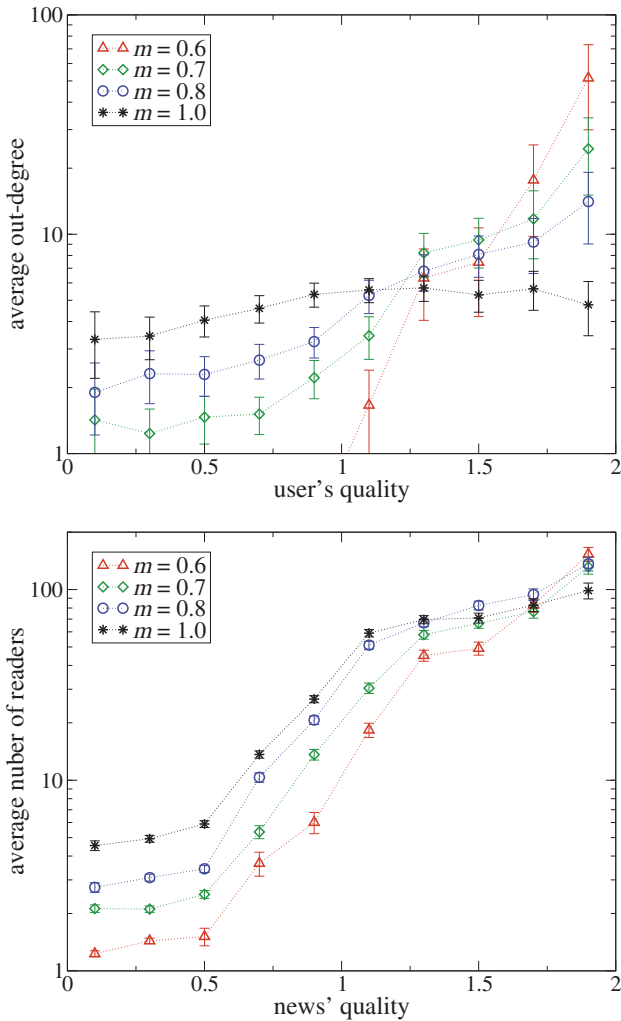 100
m = 0.6
m = 0.7
m = 0.8
m = 1.0
10
1
average out-degree
0 0.5 1 1.5 2
user's quality
m = 0.6
m = 0.7
m = 0.8
m = 1.0
100
10
1
average nuber of readers
0 0.5 1 1.5 2
news' quality